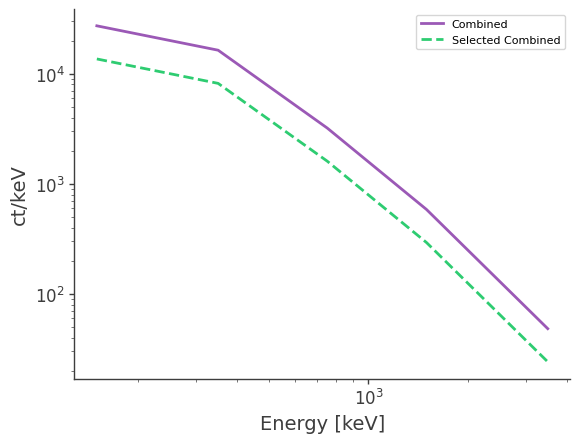 Combined
Selected Combined
10^4
10^3
10^2
ct/keV
10^3
Energy [keV]